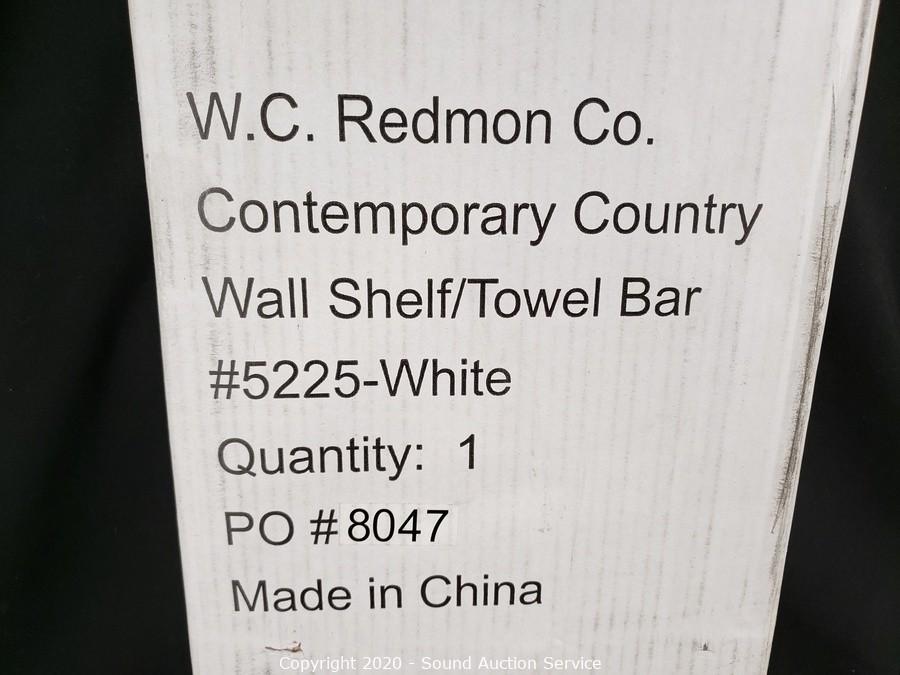 W.C. Redmon Co.
Contemporary Country
Wall Shelf/Towel Bar
#5225-White
Quantity: 1
PO #8047
Made in China
Copyright 2020 - Sound Auction Service